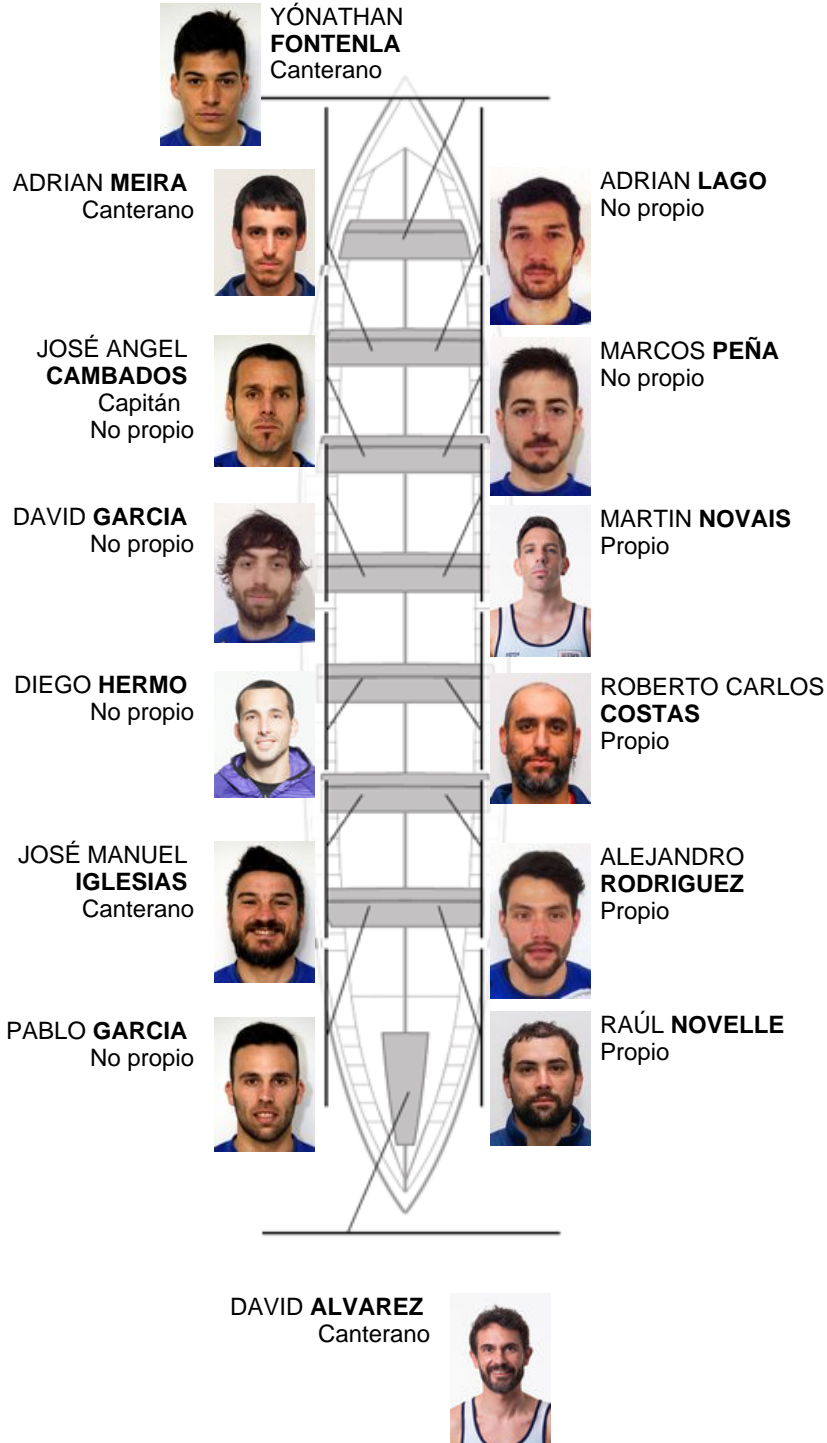 YÓNATHAN
FONTENLA
Canterano
ADRIAN MEIRA
Canterano
ADRIAN LAGO
No propio
JOSÉ ANGEL
CAMBADOS
Capitán
No propio
MARCOS PEÑA
No propio
DAVID GARCIA
No propio
MARTIN NOVAIS
Propio
DIEGO HERMO
No propio
ROBERTO CARLOS
COSTAS
Propio
JOSÉ MANUEL
IGLESIAS
Canterano
ALEJANDRO
RODRIGUEZ
Propio
PABLO GARCIA
No propio
RAÚL NOVELLE
Propio
DAVID ALVAREZ
Canterano